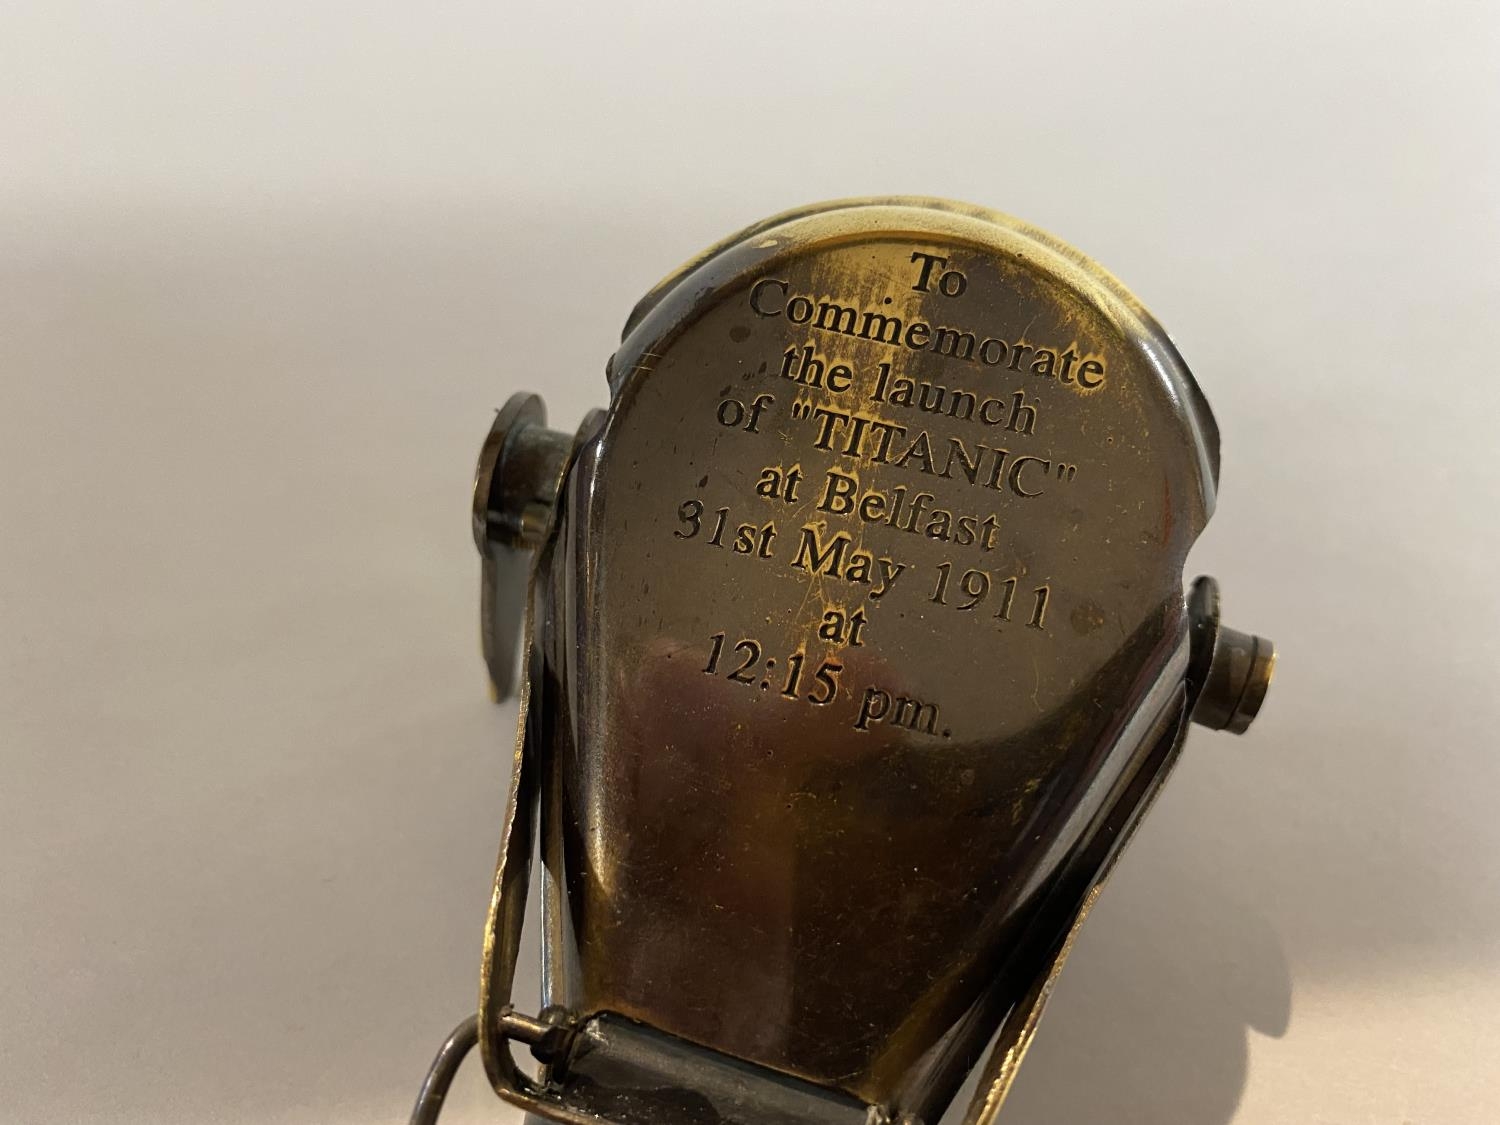 To
Commemorate
the launch
of "TITANIC"
at Belfast
31st May 1911
at
12:15 pm.